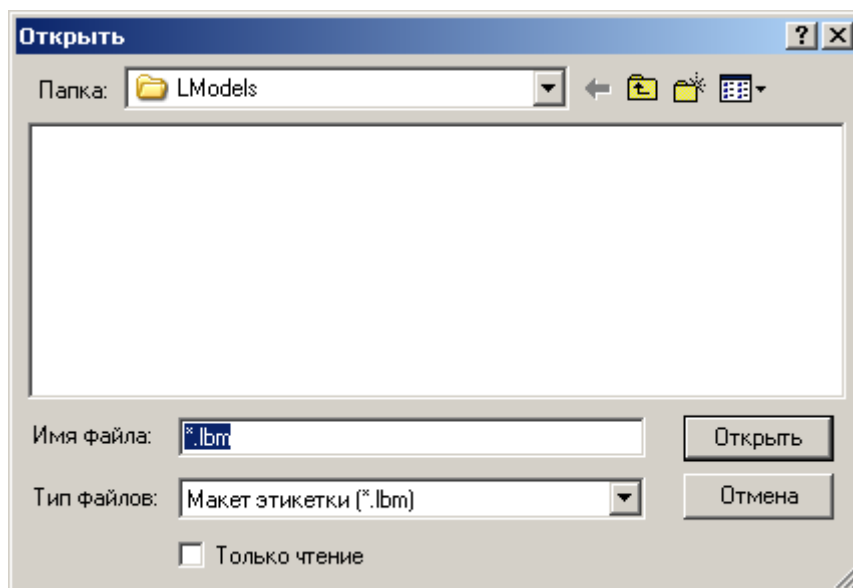 Открыть
Папка: LModels
Имя файла: *.lbm Открыть
Тип файлов: Макет этикетки (*.lbm) Отмена
Только чтение